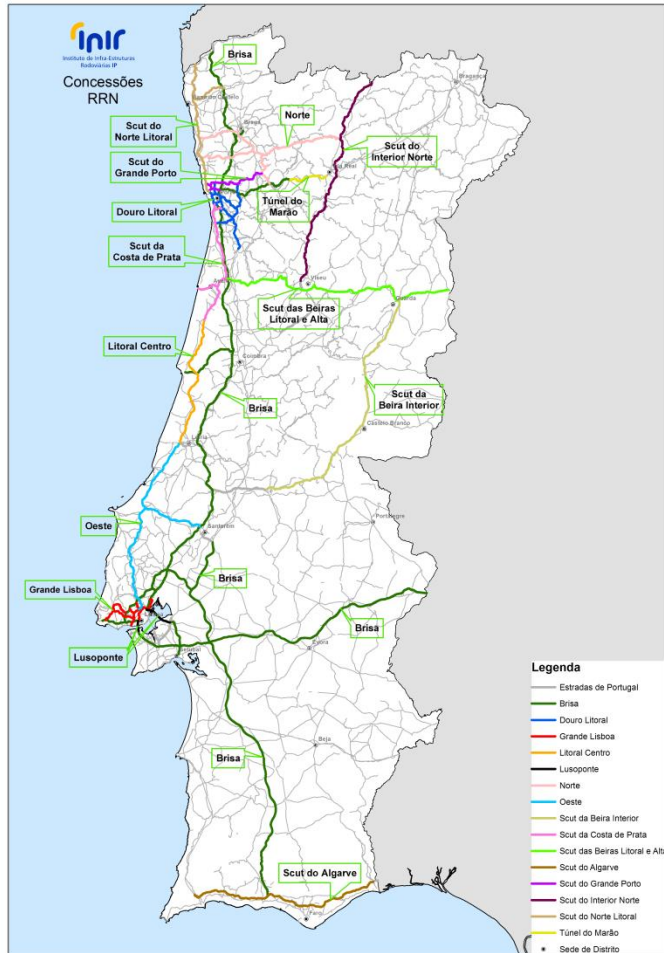 inir
Instituto de Infra-Estruturas
Rodoviárias IP
Concessões
RRN
Brisa
Bragança
Scut do
Norte Litoral
Braga
Norte
Scut do
Grande Porto
Scut do
Interior Norte
Douro Litoral
Túnel do
Marão
Scut da
Costa de Prata
Viseu
Scut das Beiras
Litoral e Alta
Guarda
Litoral Centro
Coimbra
Scut da
Beira Interior
Brisa
Castelo Branco
Leiria
Oeste
Santarém
Portalegre
Brisa
Grande Lisboa
Brisa
Lusoponte
Setúbal
Évora
Beja
Brisa
Scut do Algarve
Faro
Legenda
Estradas de Portugal
Brisa
Douro Litoral
Grande Lisboa
Litoral Centro
Lusoponte
Norte
Oeste
Scut da Beira Interior
Scut da Costa de Prata
Scut das Beiras Litoral e Alta
Scut do Algarve
Scut do Grande Porto
Scut do Interior Norte
Scut do Norte Litoral
Túnel do Marão
Sede de Distrito